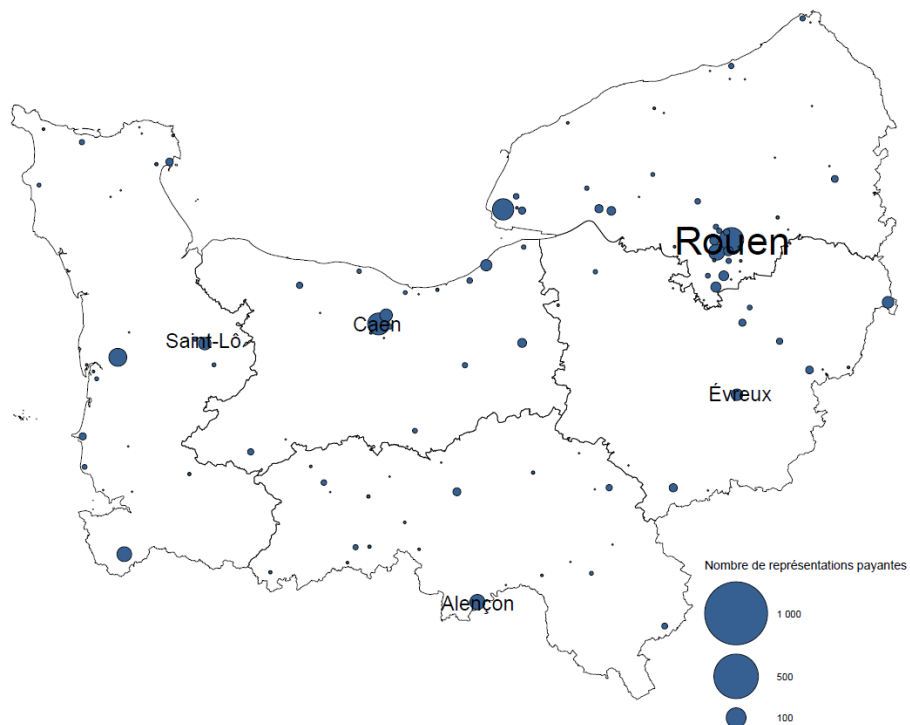 Rouen
Caen
Saint-Lô
Évreux
Alençon
Nombre de représentations payantes
1 000
500
100